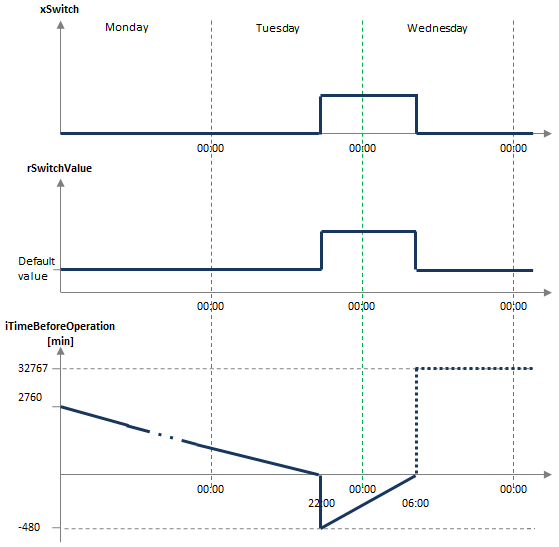 xSwitch
Monday
Tuesday
Wednesday
00:00
00:00
00:00
rSwitchValue
Default
value
00:00
00:00
00:00
iTimeBeforeOperation
[min]
32767
2760
00:00
00:00
00:00
22:00
06:00
-480